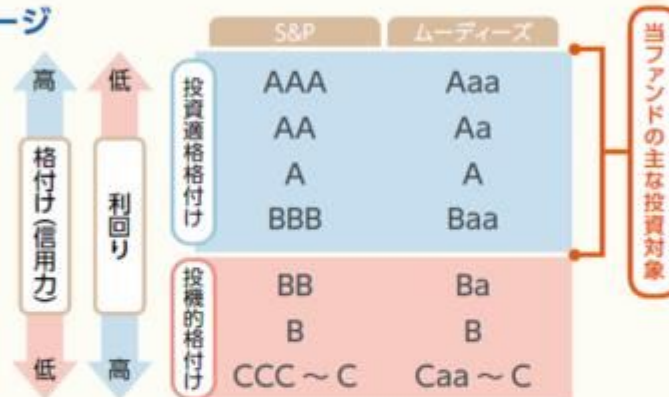 ージ
S&P ムーディーズ
高 低
格付け(信用力)
利回り
低 高
投資適格格付け
AAA Aaa
AA Aa
A A
BBB Baa
投機的格付け
BB Ba
B B
CCC ~ C Caa ~ C
当ファンドの主な投資対象